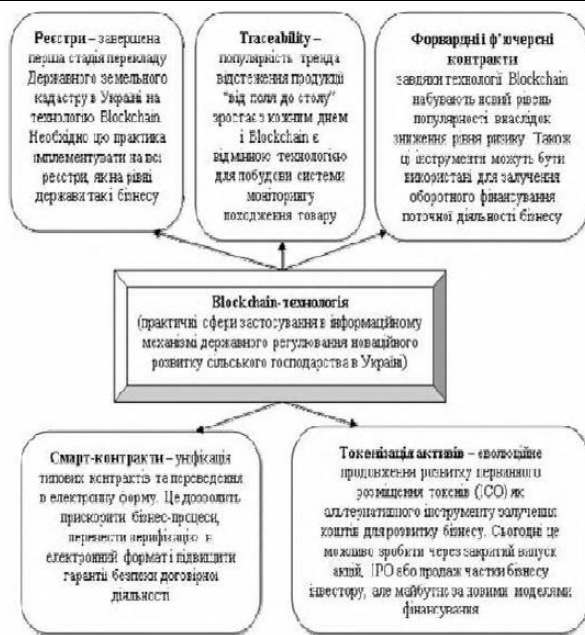 Реєстри – завершена
перша стадія перекладу
Державного земельного
кадастру в Україні на
технологію Blockchain.
Необхідно цю практика
імплементувати на всі
реєстри, як на рівні
держави так і бізнесу
Traceability –
популярність тренда
відстеження продукції
"від поля до столу"
зростає з кожним днем
і Blockchain є
відмінною технологією
для побудови системи
моніторингу
походження товару
Форвардні і ф'ючерсні
контракти
завдяки технології Blockchain
набувають новий рівень
популярності внаслідок
зниження рівня ризику. Також
ці інструменти можуть бути
використані для залучення
оборотного фінансування
поточної діяльності бізнесу
Blockchain-технологія
(практичні сфери застосування в інформаційному
механізмі державного регулювання новаційного
розвитку сільського господарства в Україні)
Смарт-контракти – уніфікація
типових контрактів та переведення
в електронну форму. Це дозволить
прискорити бізнес-процеси,
перевести верифікацію в
електронний формат і підвищити
гарантії безпеки договірної
діяльності
Токенізація активів – еволюційне
продовження розвитку первинного
розміщення токенів (ICO) як
альтернативного інструменту залучення
коштів для розвитку бізнесу. Сьогодні це
можливо зробити через закритий випуск
акцій, IPO або продаж частки бізнесу
інвестору, але майбутнє за новими моделями
фінансування